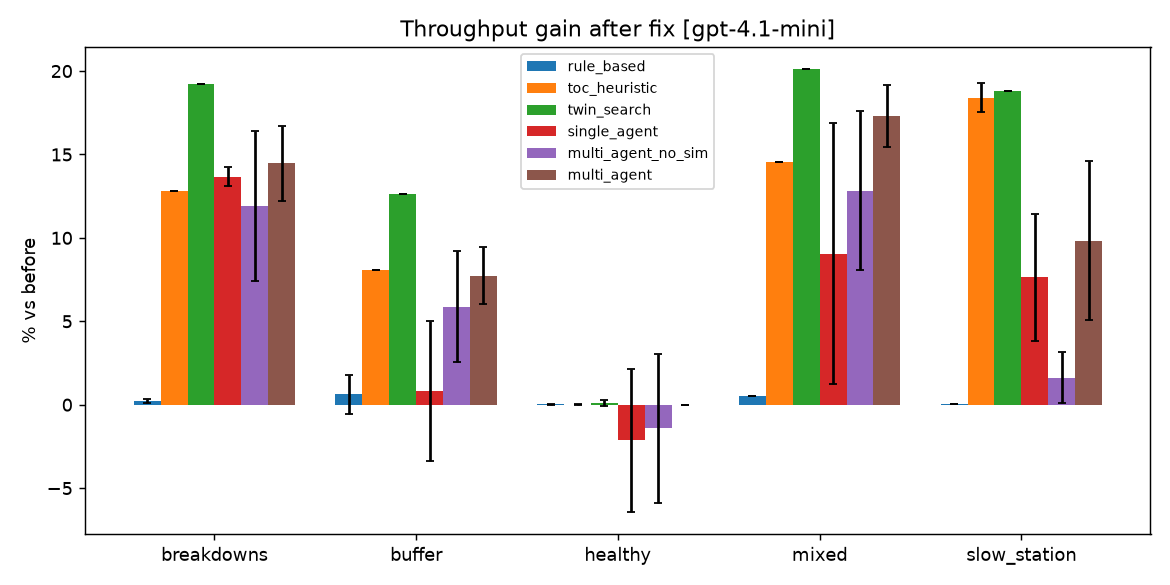 Throughput gain after fix [gpt-4.1-mini]
rule_based
toc_heuristic
twin_search
single_agent
multi_agent_no_sim
multi_agent
% vs before
20
15
10
5
0
−5
breakdowns
buffer
healthy
mixed
slow_station